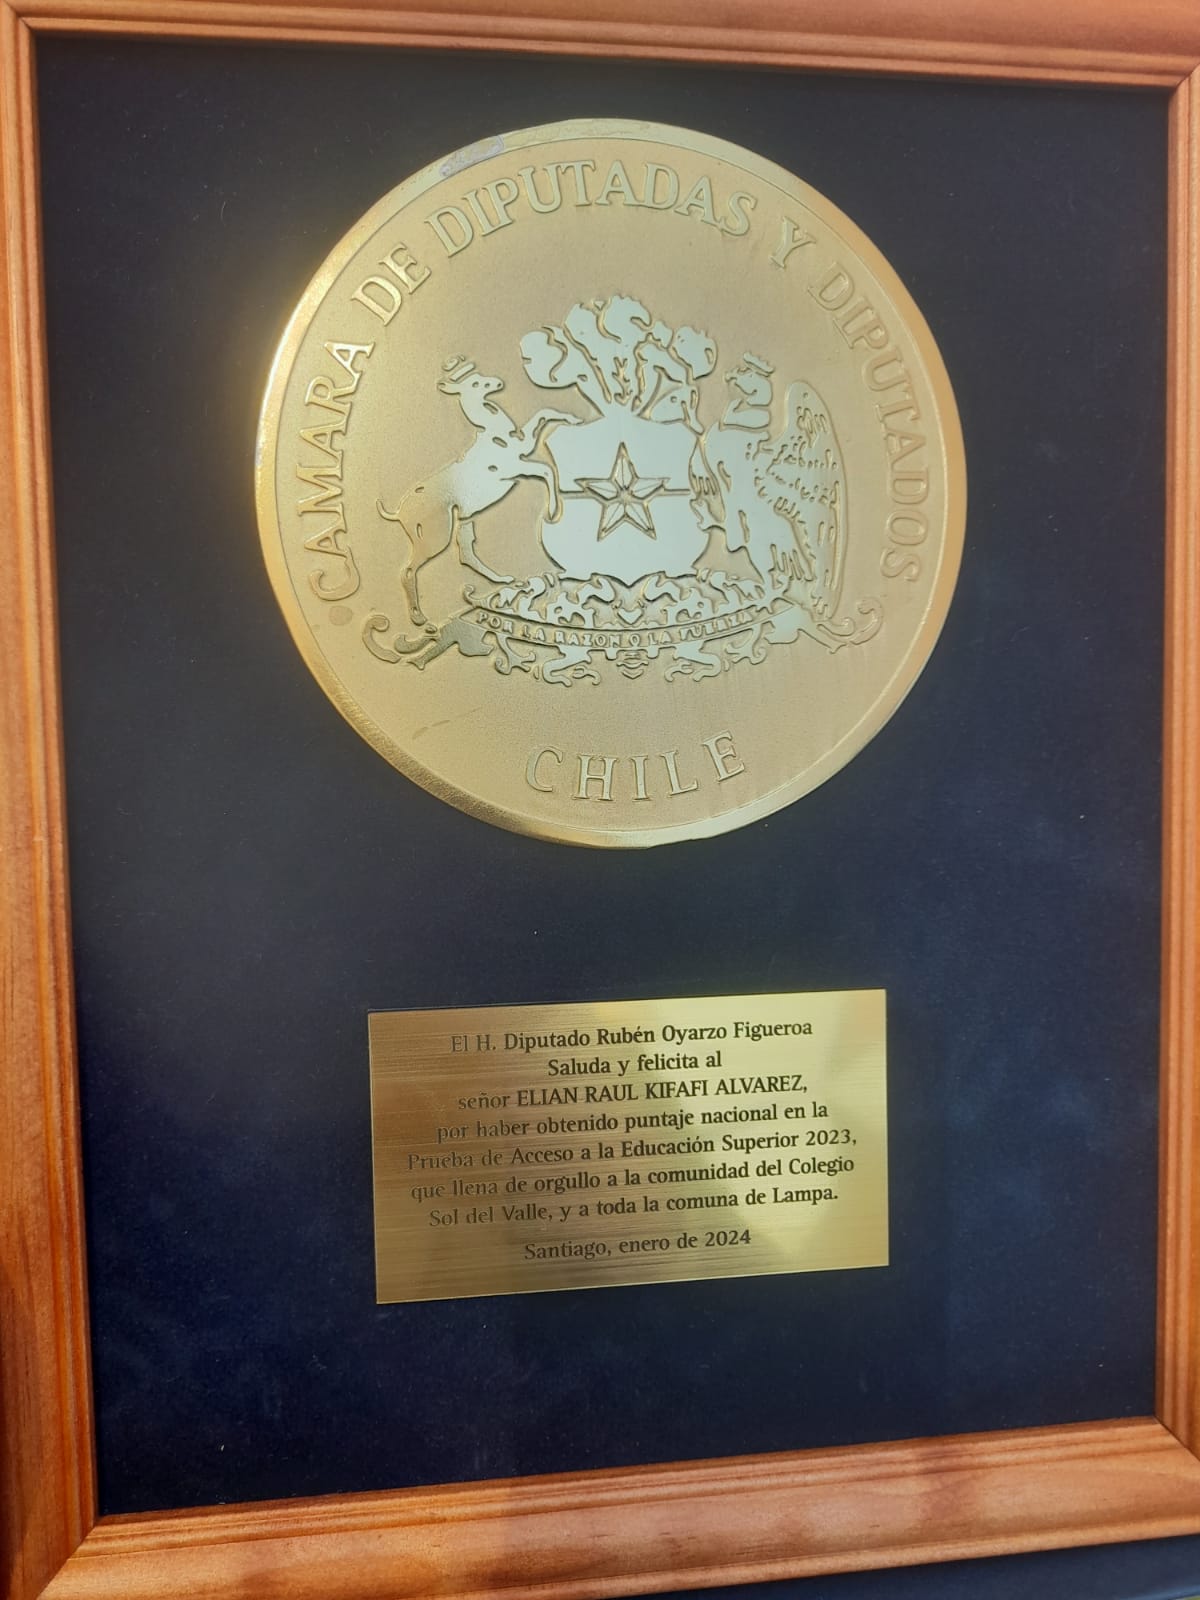 CAMARA DE DIPUTADAS Y DIPUTADOS
POR LA RAZON O LA FUERZA
CHILE
El H. Diputado Rubén Oyarzo Figueroa
Saluda y felicita al
señor ELIAN RAUL KIFAFI ALVAREZ,
por haber obtenido puntaje nacional en la
Prueba de Acceso a la Educación Superior 2023,
que llena de orgullo a la comunidad del Colegio
Sol del Valle, y a toda la comuna de Lampa.
Santiago, enero de 2024